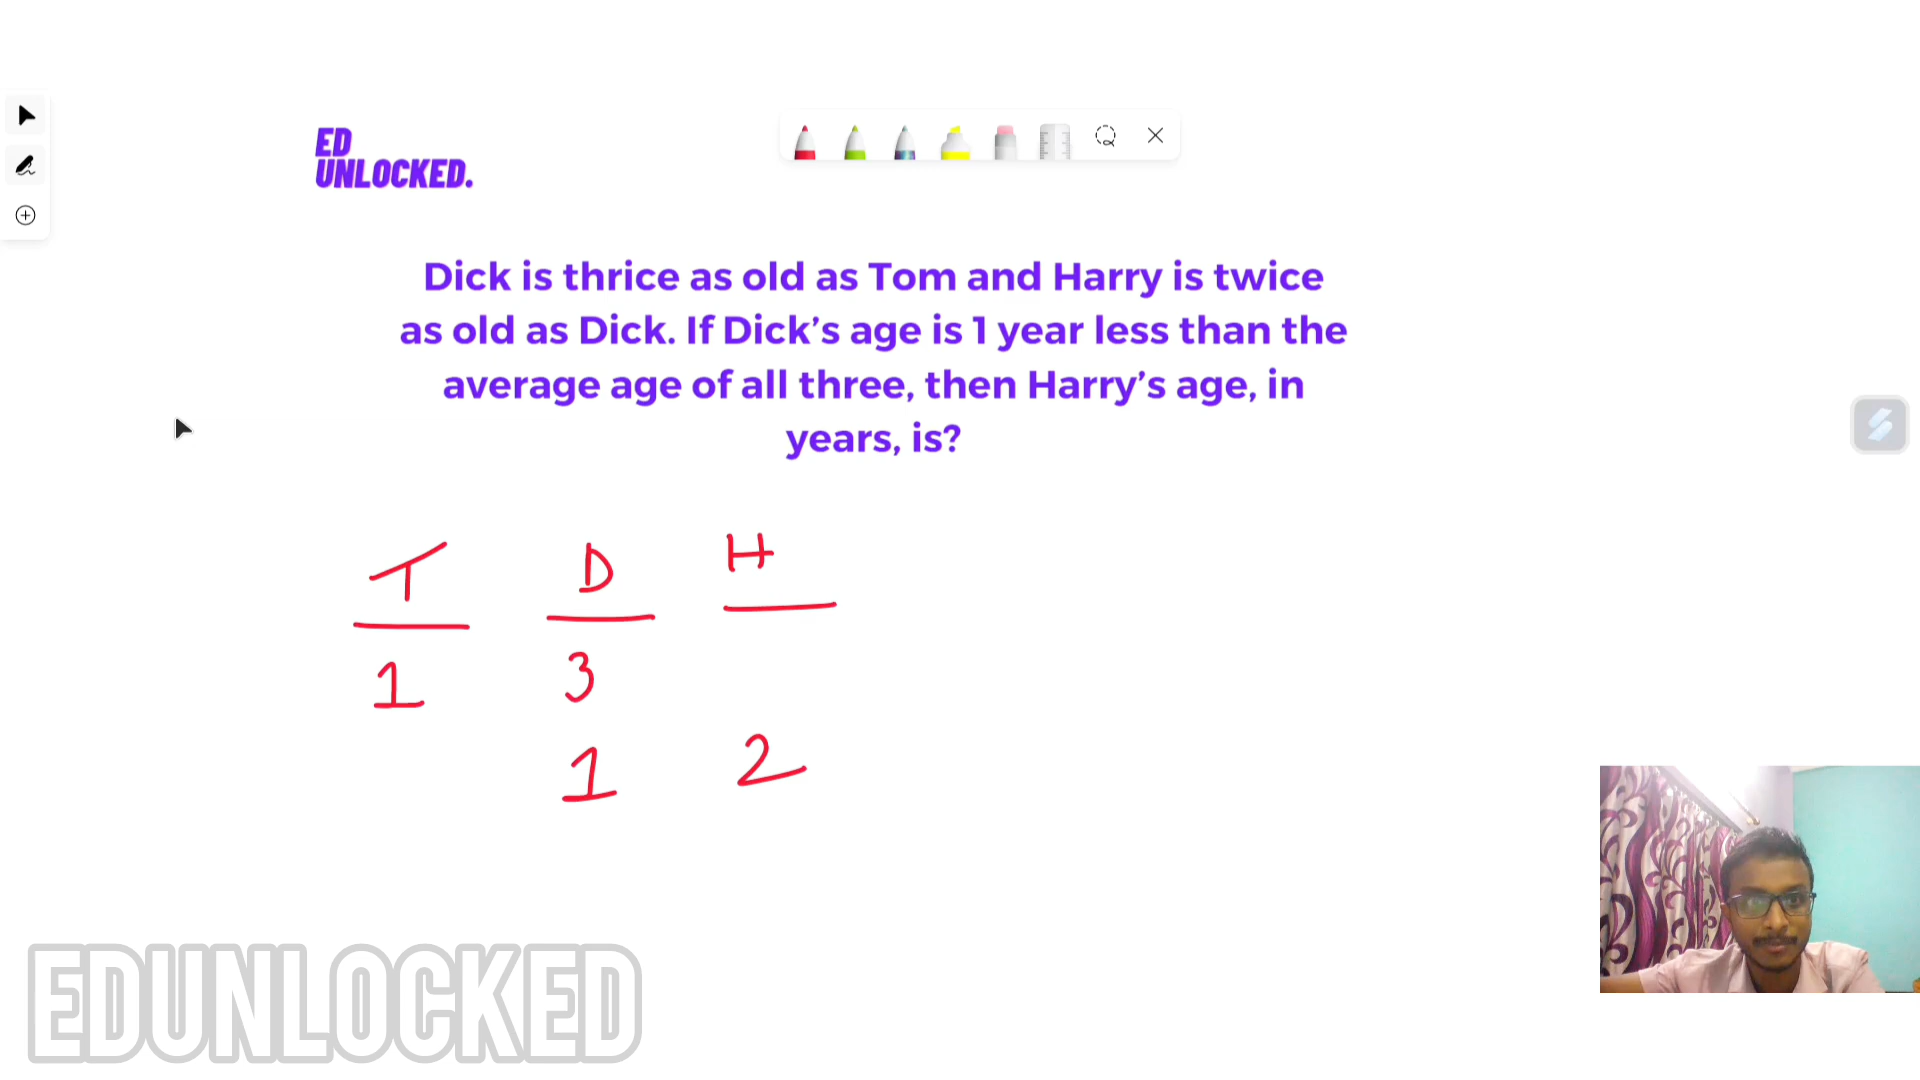 ED
UNLOCKED.
Dick is thrice as old as Tom and Harry is twice
as old as Dick. If Dick’s age is 1 year less than the
average age of all three, then Harry’s age, in
years, is?
T D H
1 3
1 2
EDUNLOCKED